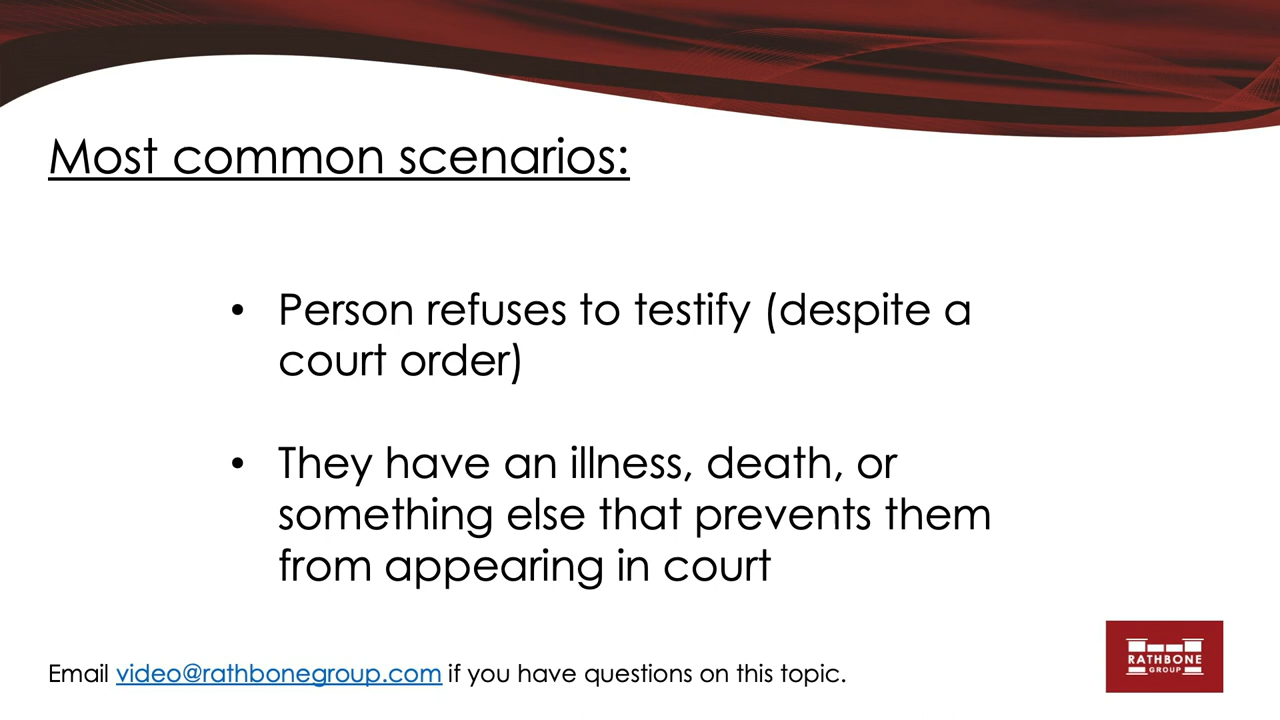 Most common scenarios:
• Person refuses to testify (despite a
court order)
• They have an illness, death, or
something else that prevents them
from appearing in court
Email video@rathbonegroup.com if you have questions on this topic.
RATHBONE
GROUP